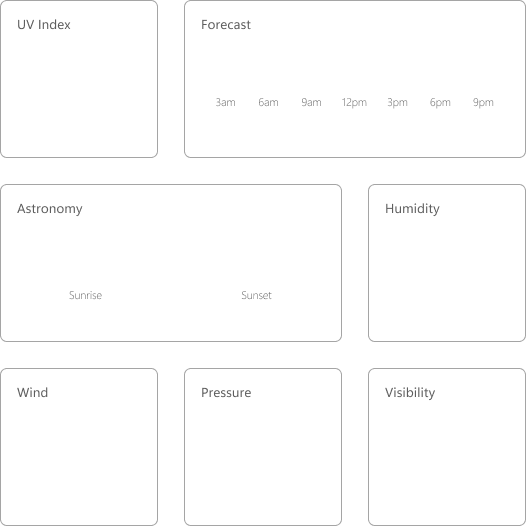 UV Index
Forecast
3am 6am 9am 12pm 3pm 6pm 9pm
Astronomy
Sunrise Sunset
Humidity
Wind
Pressure
Visibility